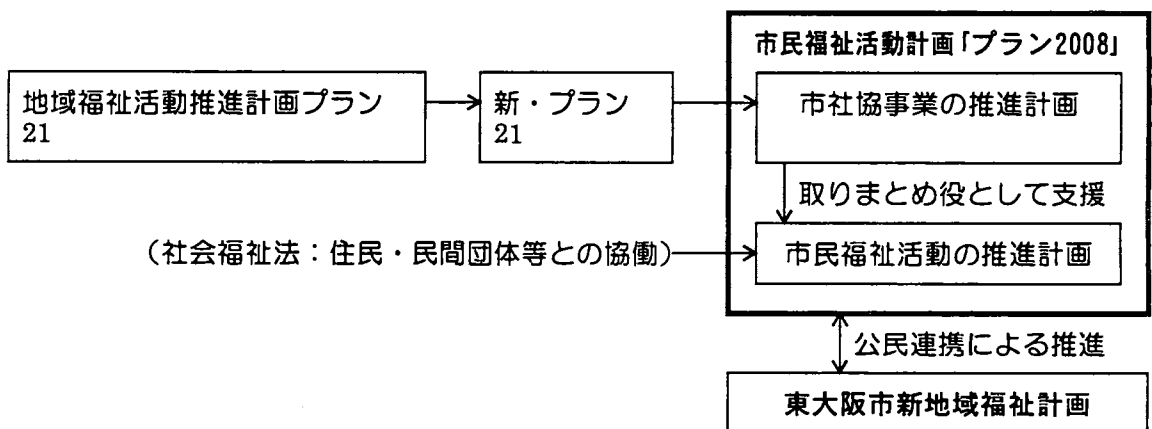 市民福祉活動計画「プラン2008」
地域福祉活動推進計画プラン
21
新・プラン
21
市社協事業の推進計画
取りまとめ役として支援
（社会福祉法：住民・民間団体等との協働）
市民福祉活動の推進計画
公民連携による推進
東大阪市新地域福祉計画